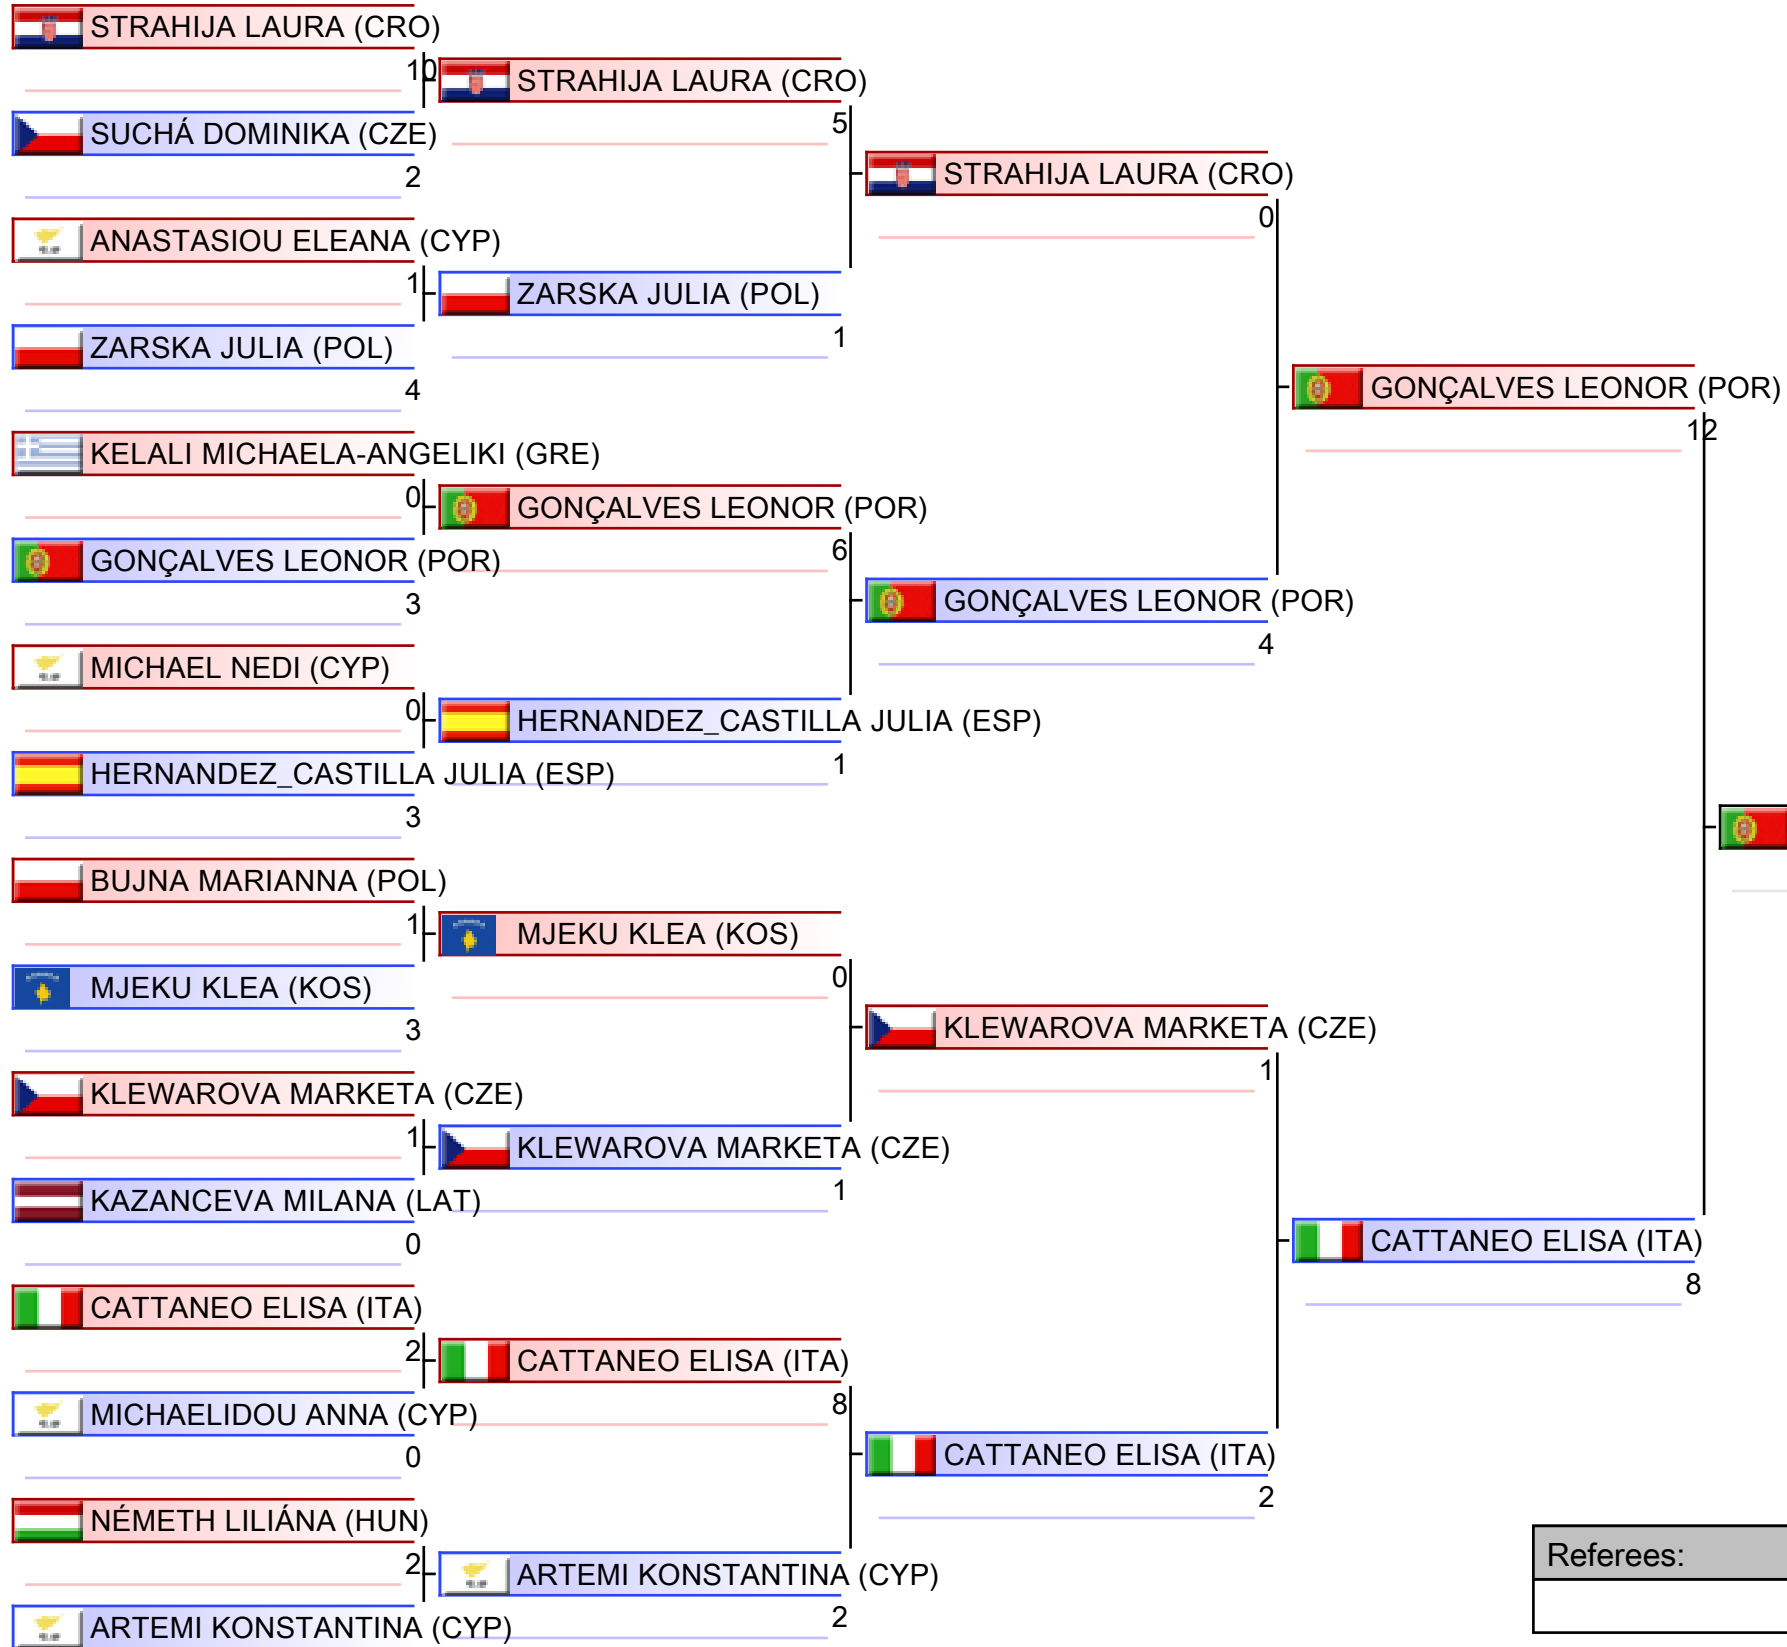 STRAHIJA LAURA (CRO)
10
SUCHÁ DOMINIKA (CZE)
2
ANASTASIOU ELEANA (CYP)
1
ZARSKA JULIA (POL)
4
KELALI MICHAELA-ANGELIKI (GRE)
0
GONÇALVES LEONOR (POR)
3
MICHAEL NEDI (CYP)
0
HERNANDEZ_CASTILLA JULIA (ESP)
3
BUJNA MARIANNA (POL)
1
MJEKU KLEA (KOS)
3
KLEWAROVA MARKETA (CZE)
1
KAZANCEVA MILANA (LAT)
0
CATTANEO ELISA (ITA)
2
MICHAELIDOU ANNA (CYP)
0
NÉMETH LILIÁNA (HUN)
2
ARTEMI KONSTANTINA (CYP)
STRAHIJA LAURA (CRO)
5
ZARSKA JULIA (POL)
1
GONÇALVES LEONOR (POR)
6
HERNANDEZ_CASTILLA JULIA (ESP)
1
MJEKU KLEA (KOS)
0
KLEWAROVA MARKETA (CZE)
1
CATTANEO ELISA (ITA)
8
ARTEMI KONSTANTINA (CYP)
2
STRAHIJA LAURA (CRO)
0
GONÇALVES LEONOR (POR)
4
KLEWAROVA MARKETA (CZE)
1
CATTANEO ELISA (ITA)
2
GONÇALVES LEONOR (POR)
12
CATTANEO ELISA (ITA)
8
Referees: